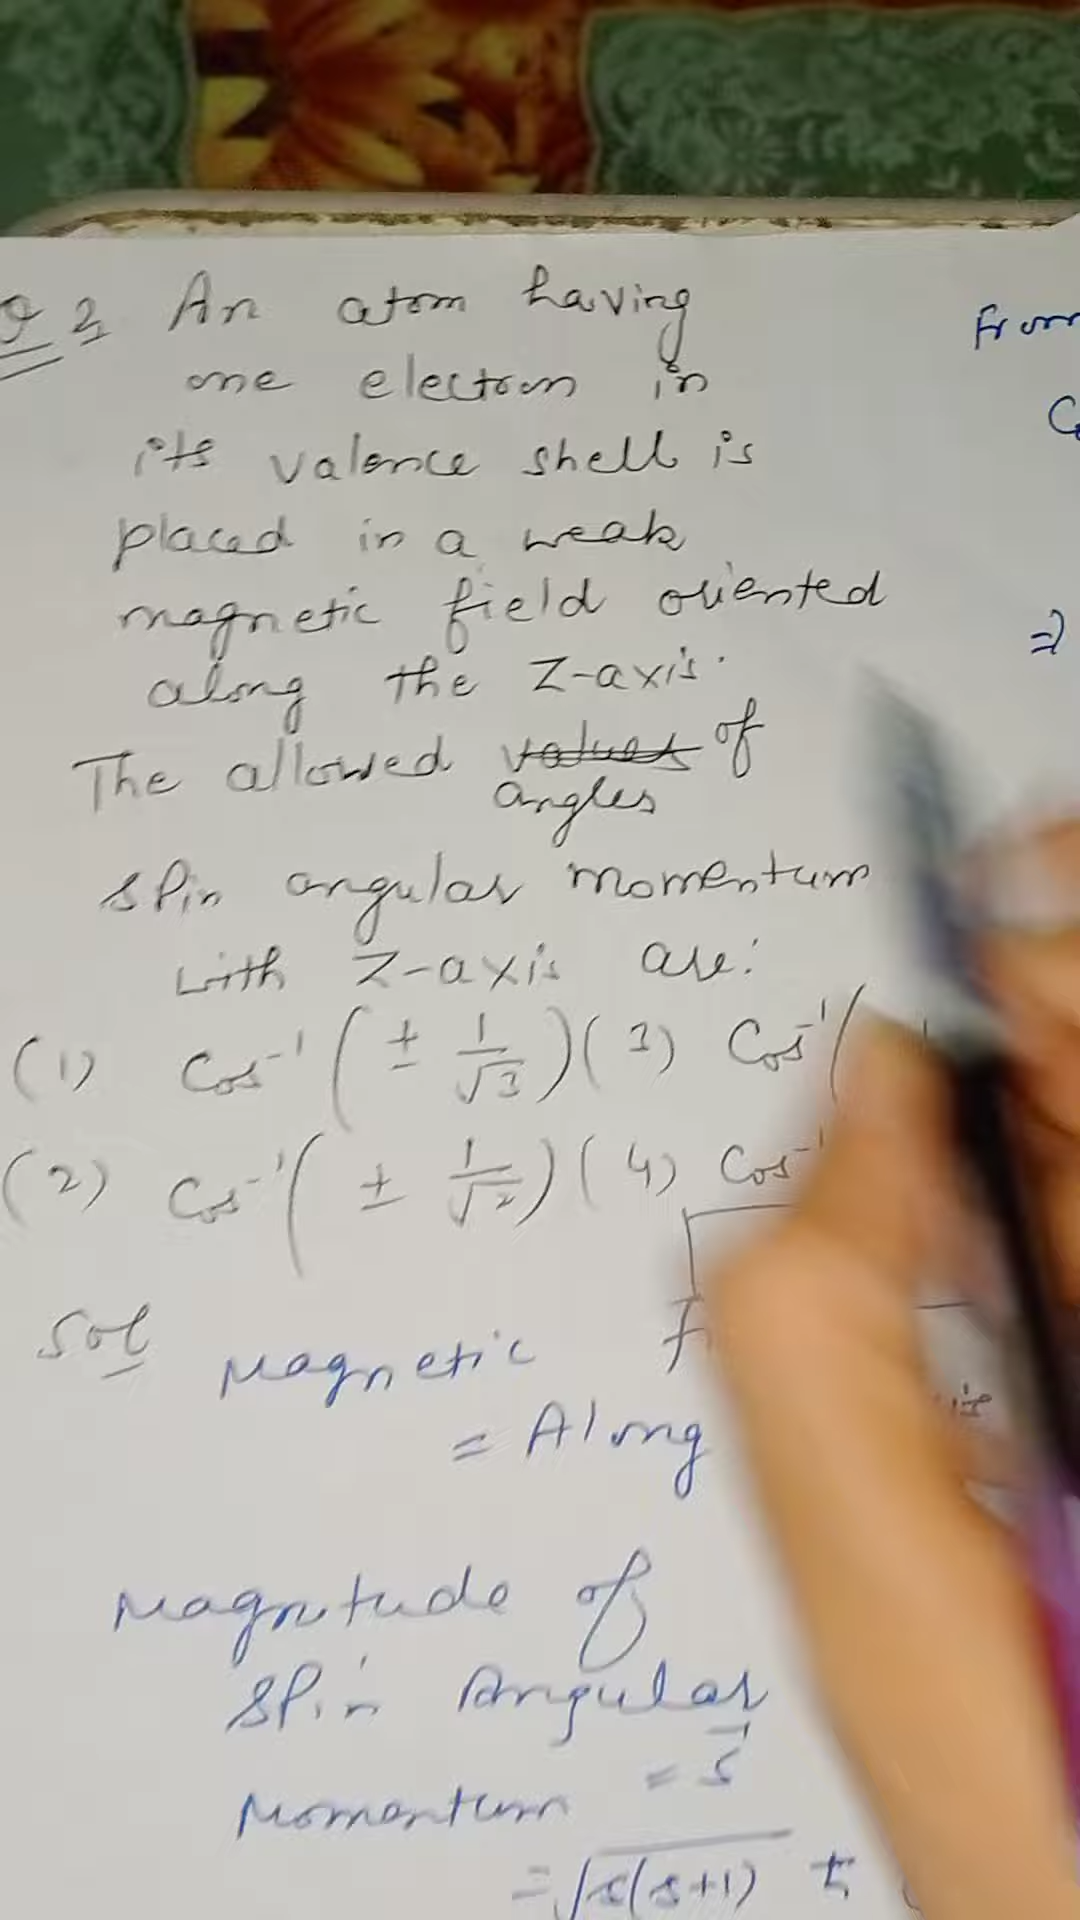 Q 2 An atom having
one electron in
its valence shell is
placed in a weak
magnetic field oriented
along the Z-axis.
The allowed values of
angles
spin angular momentum
with Z-axis are:
(1) Cos⁻¹(± 1/√3) (3) Cos⁻¹(
(2) Cos⁻¹(± 1/√2) (4) Cos⁻¹
Sol
Magnetic
= Along
Magnitude of
Spin Angular
Momentum = S⃗
= √s(s+1) ħ
From
=)